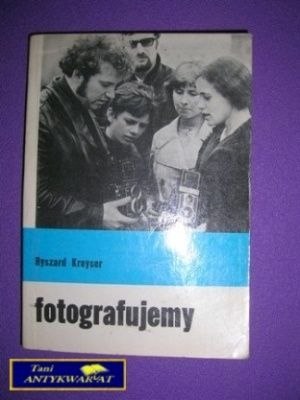 Ryszard Kreyser
fotografujemy
Tani
ANTYKWARIAT